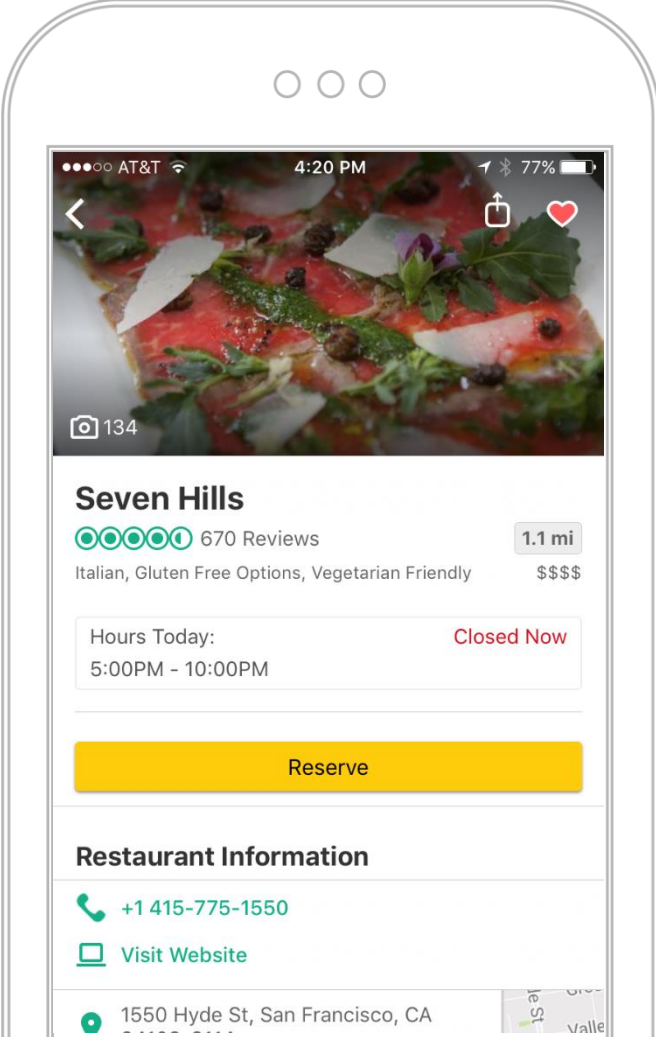 AT&T 4:20 PM 77%
134
Seven Hills
670 Reviews 1.1 mi
Italian, Gluten Free Options, Vegetarian Friendly $$$$
Hours Today: Closed Now
5:00PM - 10:00PM
Reserve
Restaurant Information
+1 415-775-1550
Visit Website
1550 Hyde St, San Francisco, CA
St
Valle